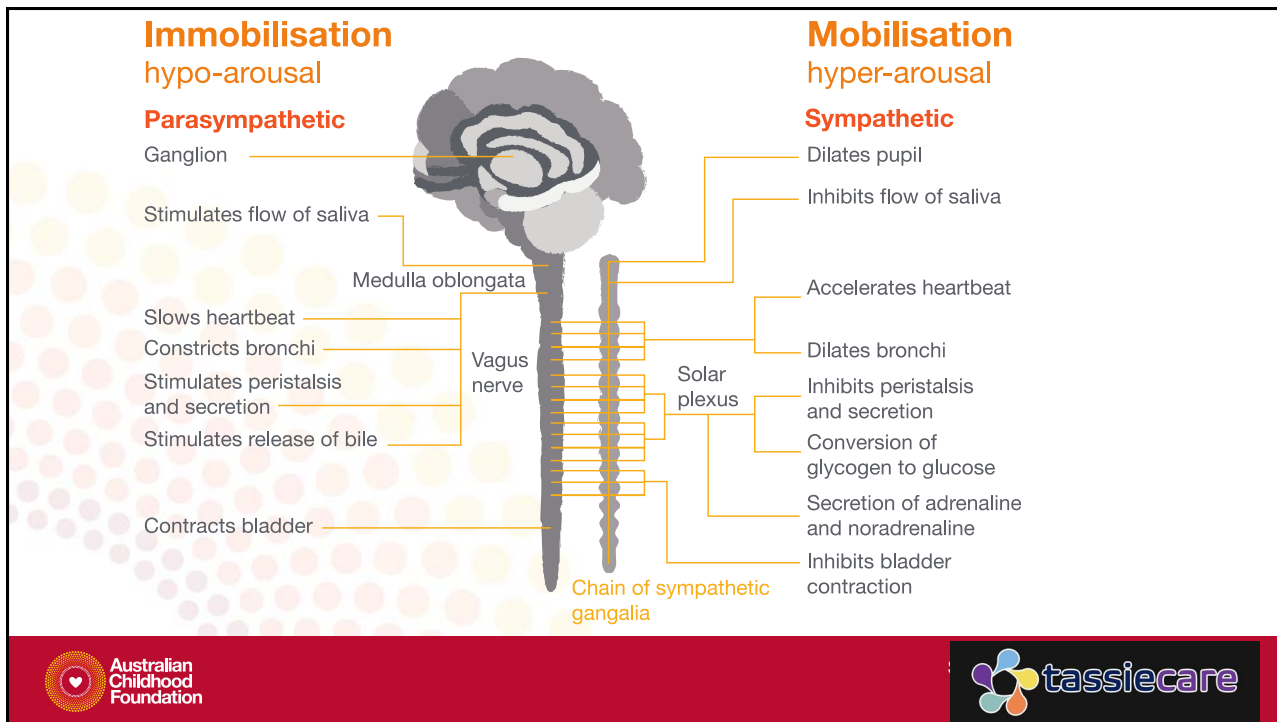 Immobilisation
hypo-arousal
Parasympathetic
Ganglion
Stimulates flow of saliva
Medulla oblongata
Slows heartbeat
Constricts bronchi
Stimulates peristalsis
and secretion
Stimulates release of bile
Vagus
nerve
Contracts bladder
Mobilisation
hyper-arousal
Sympathetic
Dilates pupil
Inhibits flow of saliva
Accelerates heartbeat
Dilates bronchi
Solar
plexus
Inhibits peristalsis
and secretion
Conversion of
glycogen to glucose
Secretion of adrenaline
and noradrenaline
Inhibits bladder
contraction
Chain of sympathetic
gangalia
Australian
Childhood
Foundation
tassiecare